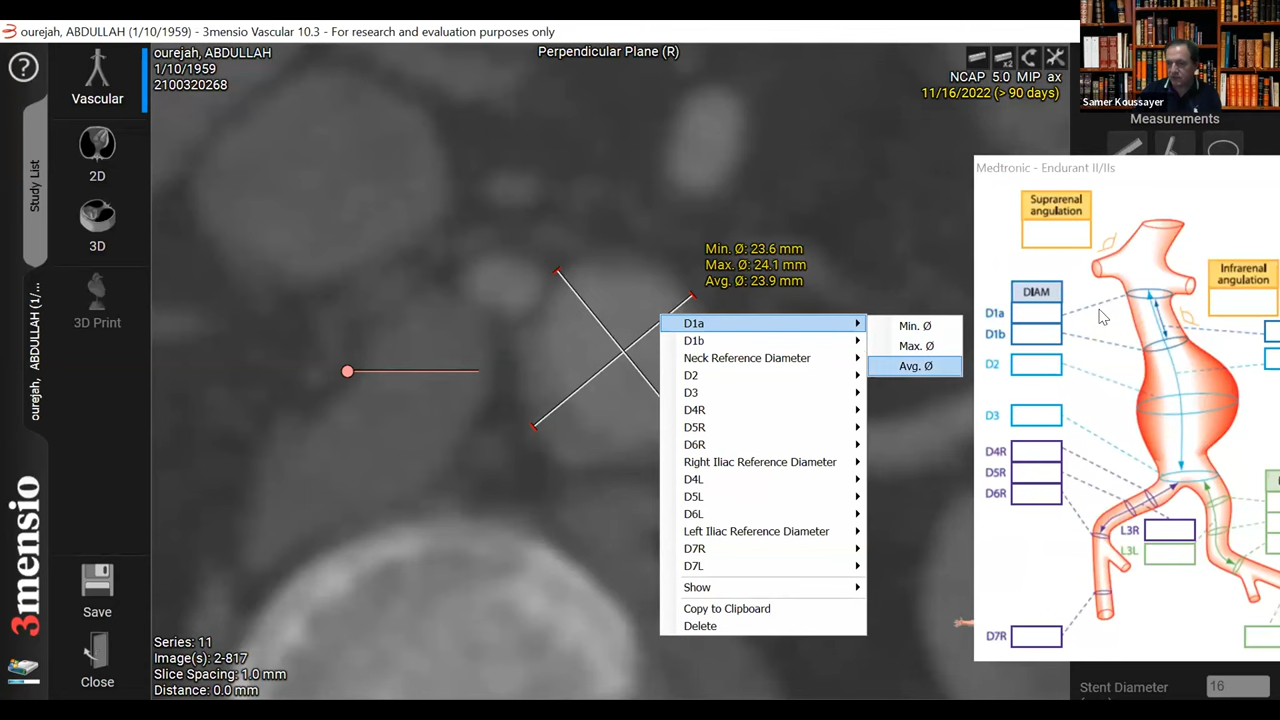 ourejah, ABDULLAH (1/10/1959) - 3mensio Vascular 10.3 - For research and evaluation purposes only
Study List
ourejah, ABDULLAH (1/...
3mensio
Vascular
2D
3D
3D Print
Save
Close
ourejah, ABDULLAH
1/10/1959
2100320268
Perpendicular Plane (R)
x2
NCAP 5.0 MIP ax
11/16/2022 (> 90 days)
Min. Ø: 23.6 mm
Max. Ø: 24.1 mm
Avg. Ø: 23.9 mm
D1a
D1b
Neck Reference Diameter
D2
D3
D4R
D5R
D6R
Right Iliac Reference Diameter
D4L
D5L
D6L
Left Iliac Reference Diameter
D7R
D7L
Show
Copy to Clipboard
Delete
Min. Ø
Max. Ø
Avg. Ø
Series: 11
Image(s): 2-817
Slice Spacing: 1.0 mm
Distance: 0.0 mm
Samer Koussayer
Measurements
Medtronic - Endurant II/IIs
Suprarenal
angulation
Infrarenal
angulation
DIAM
D1a
D1b
D2
D3
D4R
D5R
D6R
L3R
L3L
D7R
Stent Diameter
16